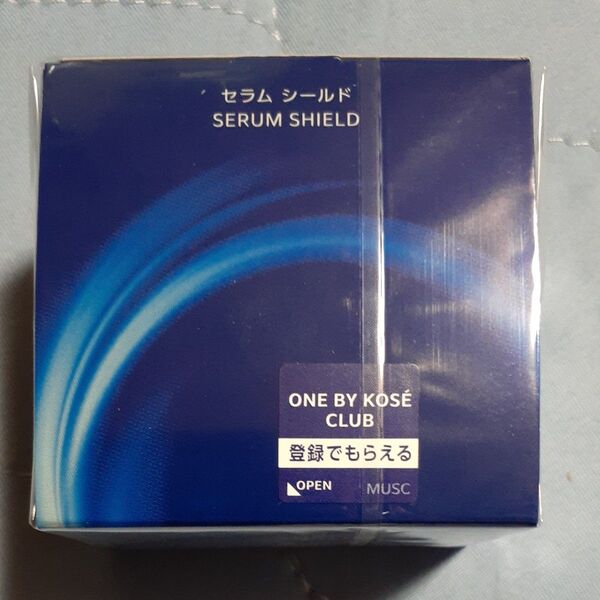 セラム シールド
SERUM SHIELD
ONE BY KOSÉ
CLUB
登録でもらえる
OPEN
MUSC